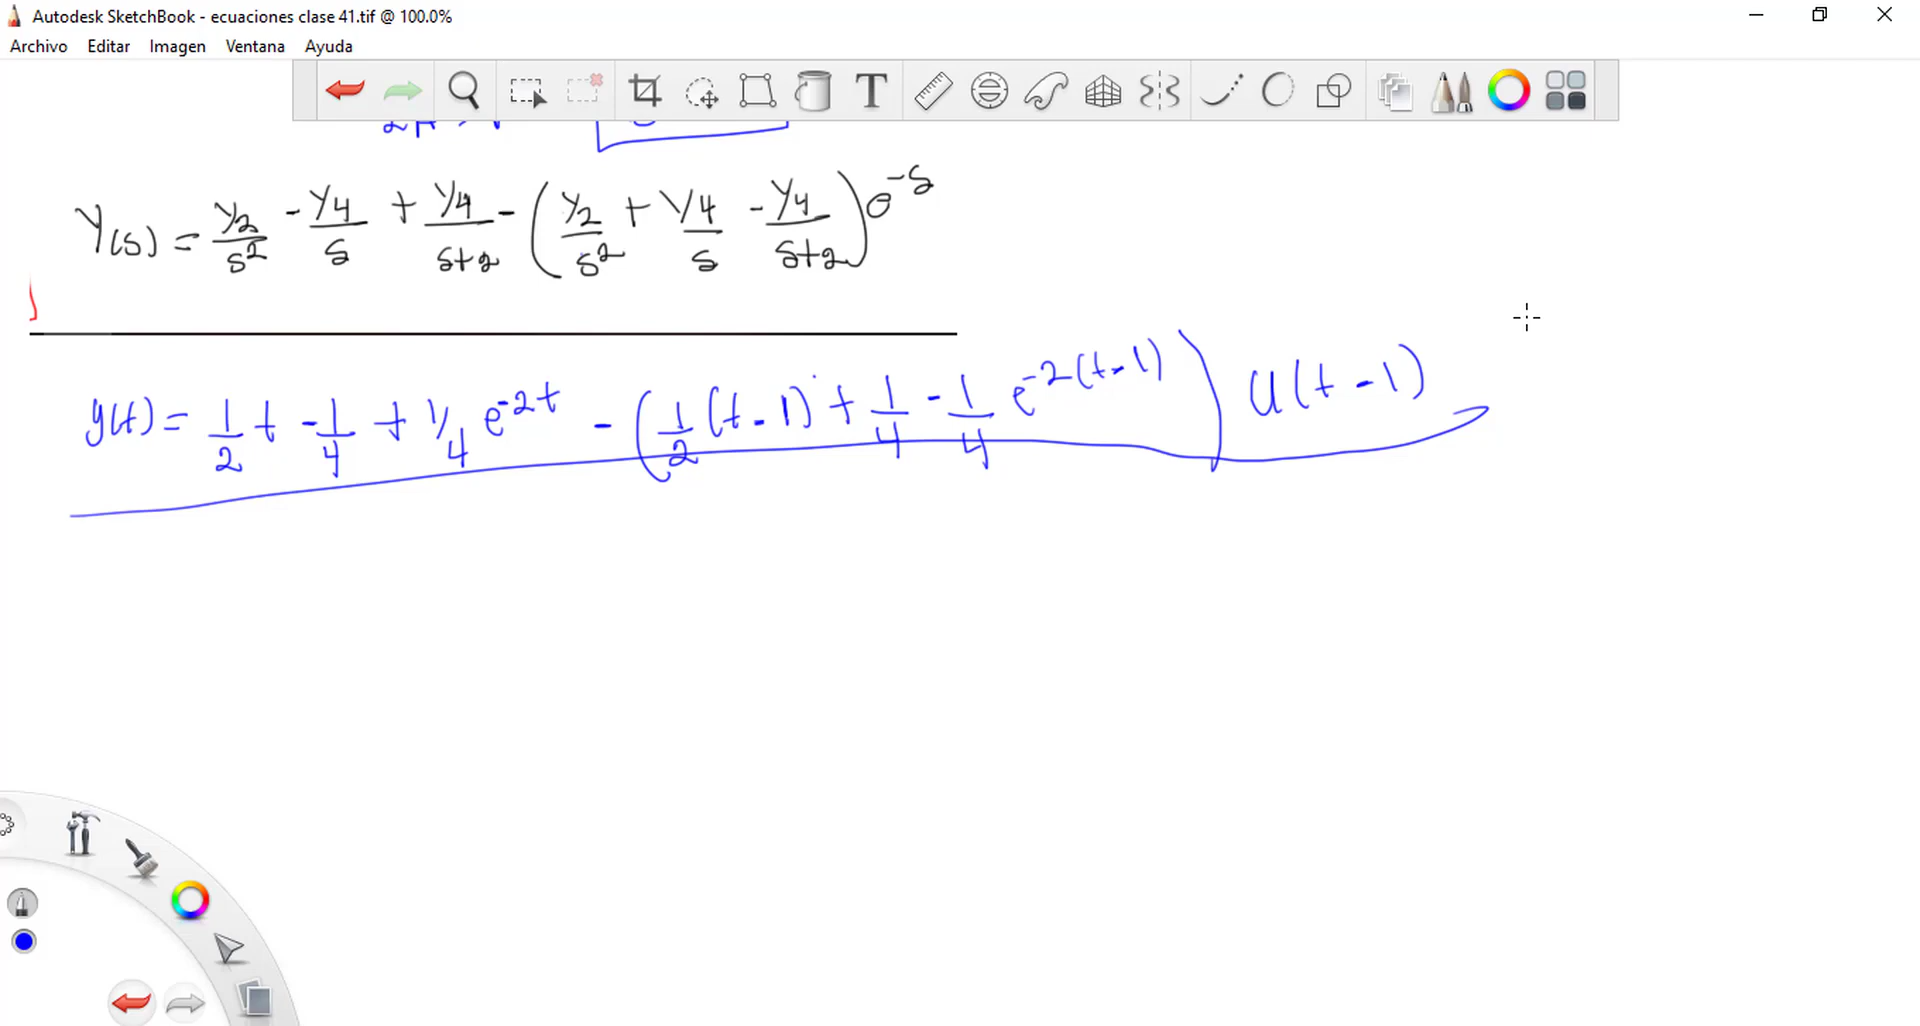 Autodesk SketchBook - ecuaciones clase 41.tif @ 100.0%
Archivo Editar Imagen Ventana Ayuda
T
Y(s) = 1/2/s² - 1/4/s + 1/4/s+2 - (1/2/s² + 1/4/s - 1/4/s+2) e^-s
y(t) = 1/2 t - 1/4 + 1/4 e^-2t - (1/2 (t-1) + 1/4 - 1/4 e^-2(t-1)) U(t-1)